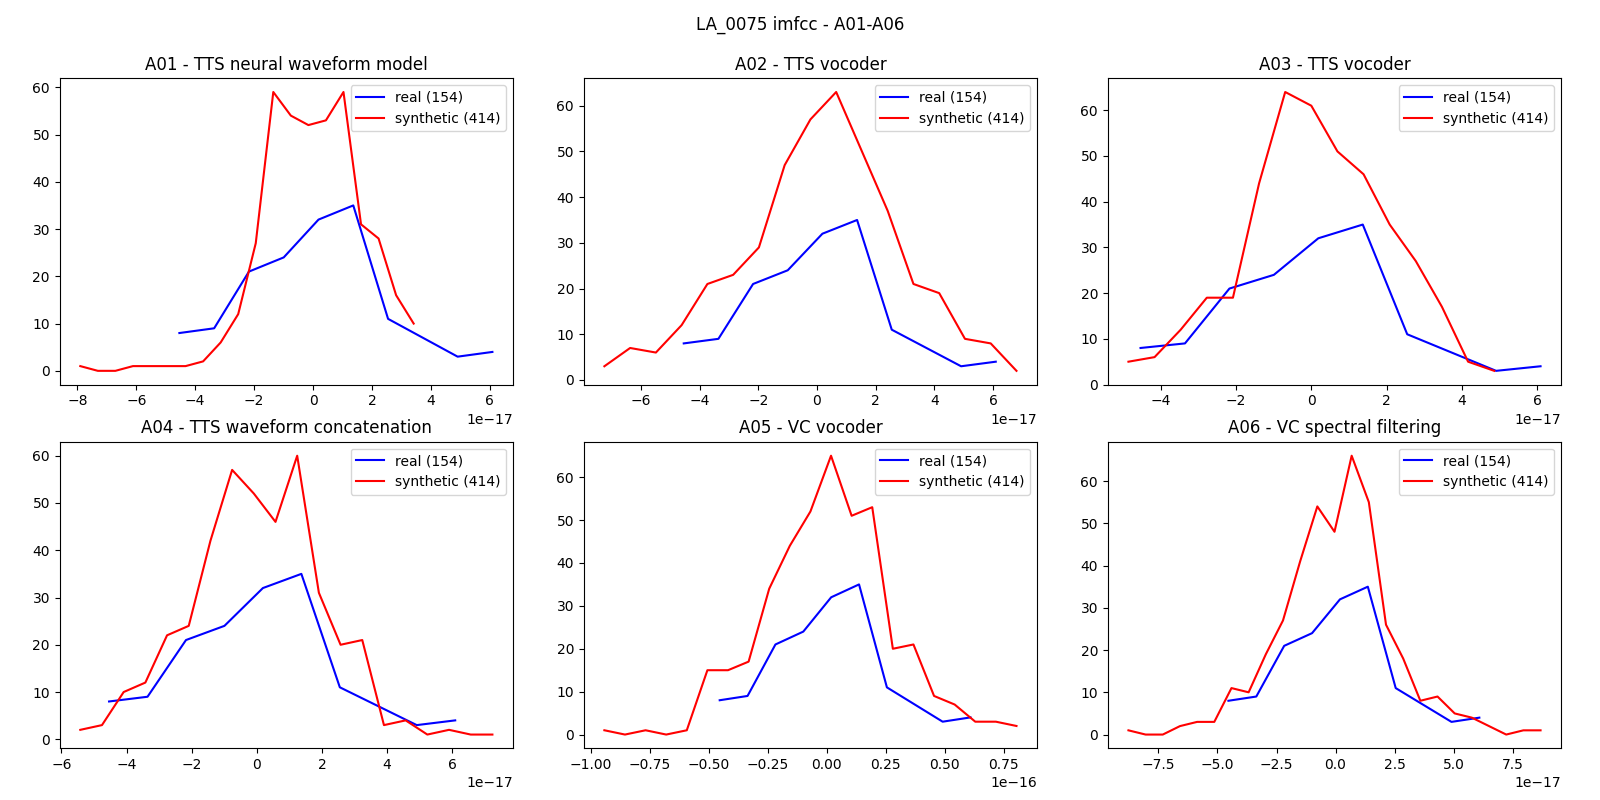 LA_0075 imfcc - A01-A06
A01 - TTS neural waveform model
60
50
40
30
20
10
0
−8 −6 −4 −2 0 2 4 6
1e−17
real (154)
synthetic (414)
A02 - TTS vocoder
60
50
40
30
20
10
0
−6 −4 −2 0 2 4 6
1e−17
real (154)
synthetic (414)
A03 - TTS vocoder
60
50
40
30
20
10
0
−4 −2 0 2 4 6
1e−17
real (154)
synthetic (414)
A04 - TTS waveform concatenation
60
50
40
30
20
10
0
−6 −4 −2 0 2 4 6
1e−17
real (154)
synthetic (414)
A05 - VC vocoder
60
50
40
30
20
10
0
−1.00 −0.75 −0.50 −0.25 0.00 0.25 0.50 0.75
1e−16
real (154)
synthetic (414)
A06 - VC spectral filtering
60
50
40
30
20
10
0
−7.5 −5.0 −2.5 0.0 2.5 5.0 7.5
1e−17
real (154)
synthetic (414)